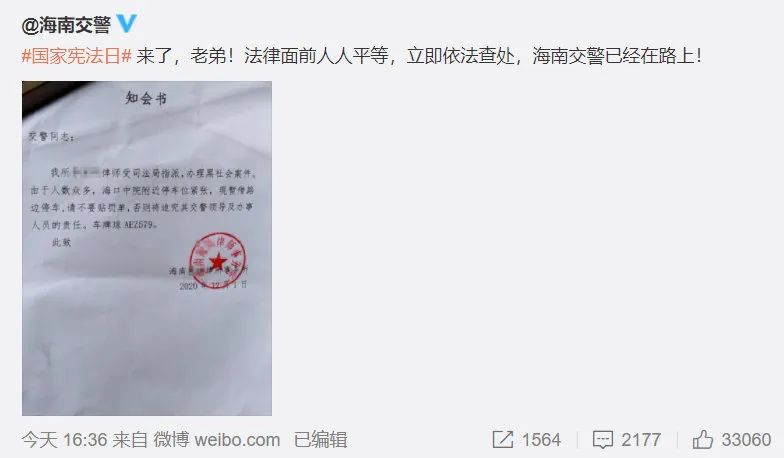 @海南交警
#国家宪法日# 来了，老弟！法律面前人人平等，立即依法查处，海南交警已经在路上！
知会书
交警同志：
我所 律师受司法局指派，办理黑社会案件。
由于人数众多，海口中院附近停车位紧张，现暂停路
边停车，请不要贴罚单，否则将追究其交警领导及办事
人员的责任。车牌琼 AEZ579。
此致
海南 律师事务所
2020 年 12 月 1 日
今天 16:36 来自 微博 weibo.com 已编辑
1564 2177 33060